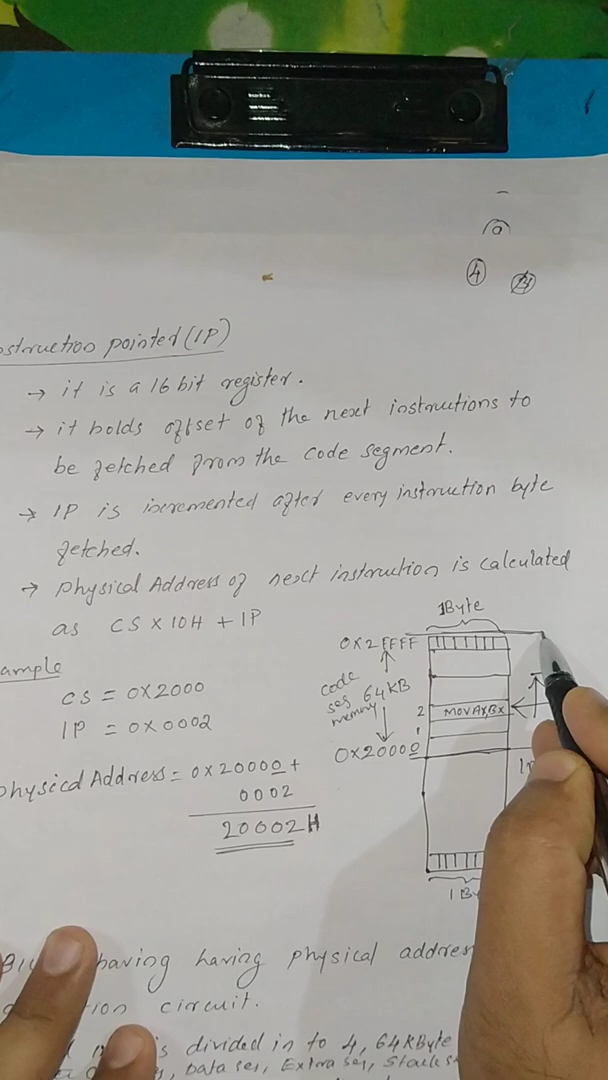 a
4
nstruction pointed (IP)
→ it is a 16 bit register.
→ it holds offset of the next instructions to
be fetched from the code segment.
→ IP is incremented after every instruction byte
fetched.
→ Physical Address of next instruction is calculated
as CS X 10H + IP
ample
CS = 0X2000
IP = 0X0002
Physical Address = 0X20000 +
0002
20002H
1Byte
0X2FFFF
code
seg 64KB
memory
2 MOV AX,BX
1
0X20000
1 By
having having physical addres
tion circuit.
is divided in to 4, 64KByte
Data seg, Extra seg, Stack s